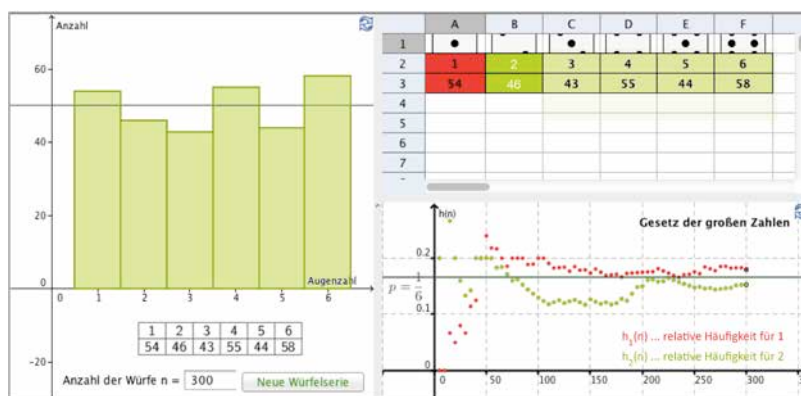 Anzahl
60
40
20
0
-20
0 1 2 3 4 5 6
Augenzahl
1 2 3 4 5 6
54 46 43 55 44 58
Anzahl der Würfe n = 300 Neue Würfelserie
A B C D E F
1
2 1 2 3 4 5 6
3 54 46 43 55 44 58
4
5
6
7
h(n)
Gesetz der großen Zahlen
0.2
p = 1/6
0.1
0
h₁(n) ... relative Häufigkeit für 1
h₂(n) ... relative Häufigkeit für 2
0 50 100 150 200 250 300